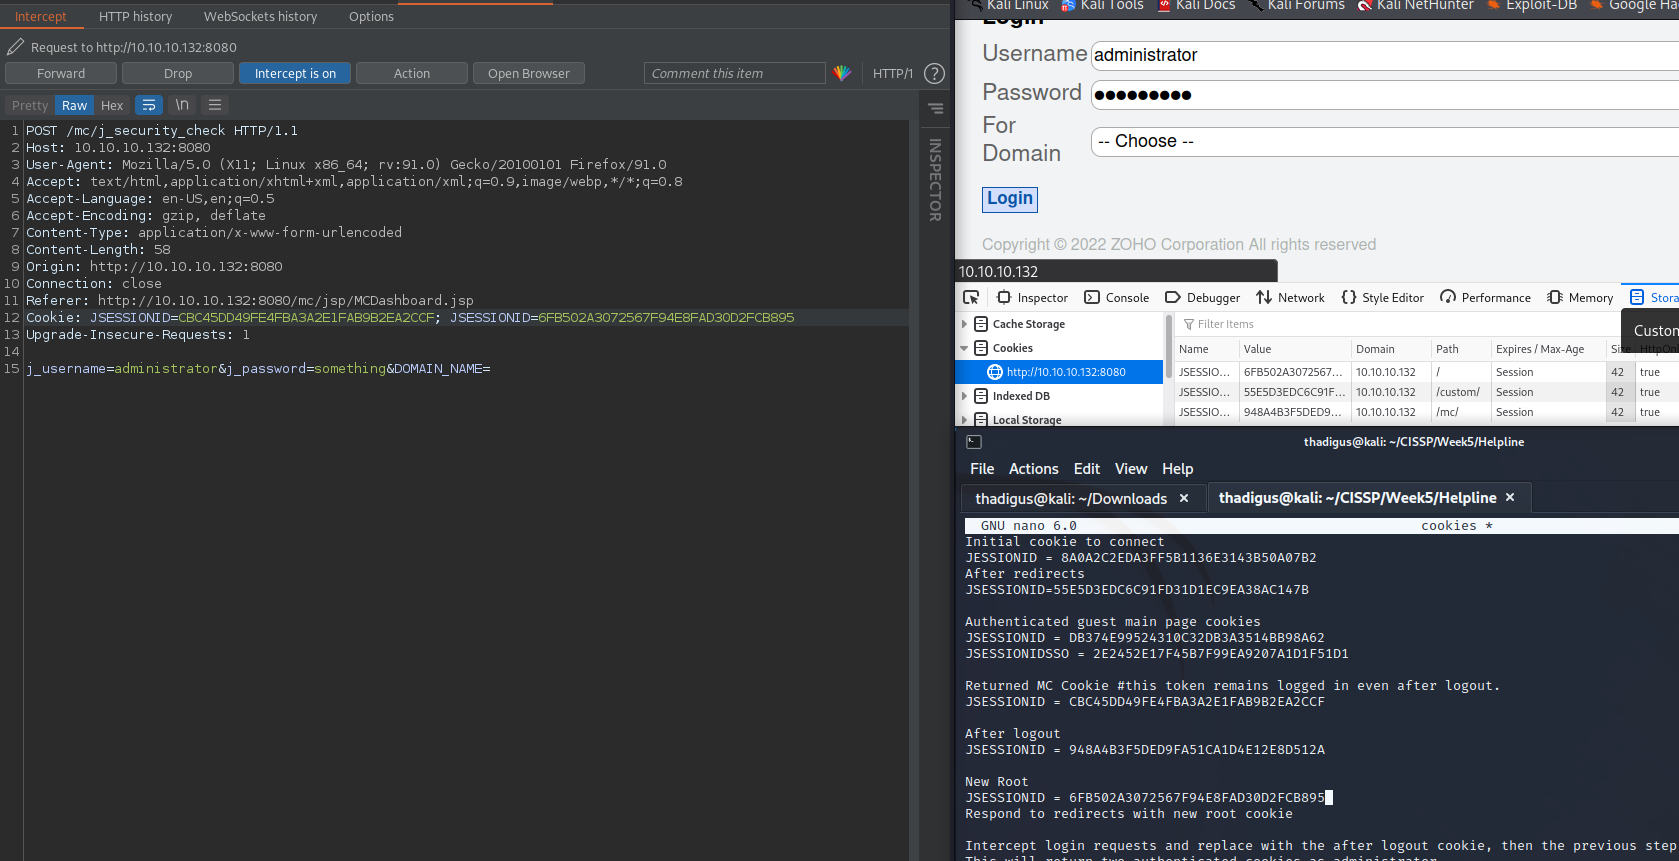 Intercept HTTP history WebSockets history Options
Request to http://10.10.10.132:8080
Forward Drop Intercept is on Action Open Browser Comment this item HTTP/1 ?
Pretty Raw Hex \n
1 POST /mc/j_security_check HTTP/1.1
2 Host: 10.10.10.132:8080
3 User-Agent: Mozilla/5.0 (X11; Linux x86_64; rv:91.0) Gecko/20100101 Firefox/91.0
4 Accept: text/html,application/xhtml+xml,application/xml;q=0.9,image/webp,*/*;q=0.8
5 Accept-Language: en-US,en;q=0.5
6 Accept-Encoding: gzip, deflate
7 Content-Type: application/x-www-form-urlencoded
8 Content-Length: 58
9 Origin: http://10.10.10.132:8080
10 Connection: close
11 Referer: http://10.10.10.132:8080/mc/jsp/MCDashboard.jsp
12 Cookie: JSESSIONID=CBC45DD49FE4FBA3A2E1FAB9B2EA2CCF; JSESSIONID=6FB502A3072567F94E8FAD30D2FCB895
13 Upgrade-Insecure-Requests: 1
14
15 j_username=administrator&j_password=something&DOMAIN_NAME=
INSPECTOR
Kali Linux Kali Tools Kali Docs Kali Forums Kali NetHunter Exploit-DB Google Ha
Login
Username administrator
Password ●●●●●●●●●
For
Domain
-- Choose --
Login
Copyright © 2022 ZOHO Corporation All rights reserved
10.10.10.132
Inspector Console Debugger Network Style Editor Performance Memory Stora
Cache Storage
Cookies
http://10.10.10.132:8080
Indexed DB
Local Storage
Filter Items
Custom
Name Value Domain Path Expires / Max-Age Size HttpOnl
JSESSIO... 6FB502A3072567... 10.10.10.132 / Session 42 true
JSESSIO... 55E5D3EDC6C91F... 10.10.10.132 /custom/ Session 42 true
JSESSIO... 948A4B3F5DED9... 10.10.10.132 /mc/ Session 42 true
thadigus@kali: ~/CISSP/Week5/Helpline
File Actions Edit View Help
thadigus@kali: ~/Downloads × thadigus@kali: ~/CISSP/Week5/Helpline ×
GNU nano 6.0 cookies *
Initial cookie to connect
JESSIONID = 8A0A2C2EDA3FF5B1136E3143B50A07B2
After redirects
JSESSIONID=55E5D3EDC6C91FD31D1EC9EA38AC147B
Authenticated guest main page cookies
JSESSIONID = DB374E99524310C32DB3A3514BB98A62
JSESSIONIDSSO = 2E2452E17F45B7F99EA9207A1D1F51D1
Returned MC Cookie #this token remains logged in even after logout.
JSESSIONID = CBC45DD49FE4FBA3A2E1FAB9B2EA2CCF
After logout
JSESSIONID = 948A4B3F5DED9FA51CA1D4E12E8D512A
New Root
JSESSIONID = 6FB502A3072567F94E8FAD30D2FCB895
Respond to redirects with new root cookie
Intercept login requests and replace with the after logout cookie, then the previous step
This will return two authenticated cookies as administrator